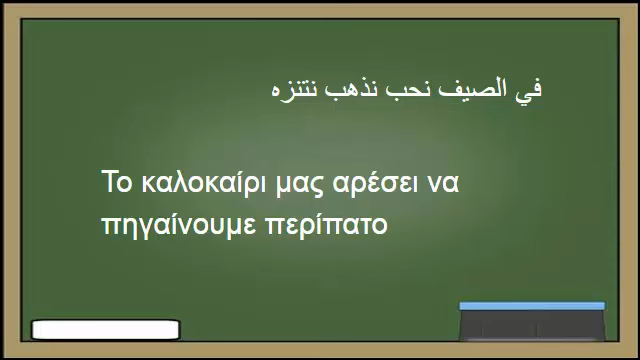 في الصيف نحب نذهب نتنزه
Το καλοκαίρι μας αρέσει να
πηγαίνουμε περίπατο